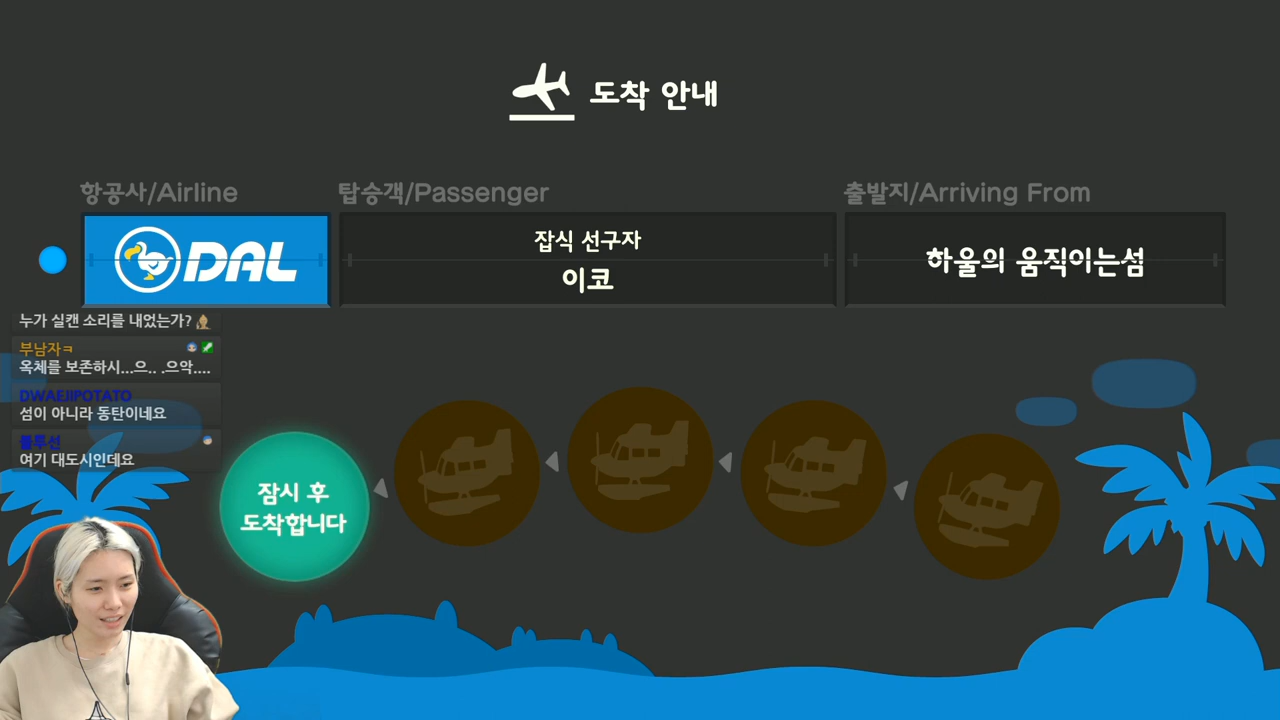 도착 안내
항공사/Airline
탑승객/Passenger
출발지/Arriving From
DAL
잡식 선구자
이코
하울의 움직이는섬
누가 실캔 소리를 내었는가?
부남자ㅋ
옥체를 보존하시...으.. .으악....
DWAEJIPOTATO
섬이 아니라 동탄이네요
여기 대도시인데요
잠시 후
도착합니다